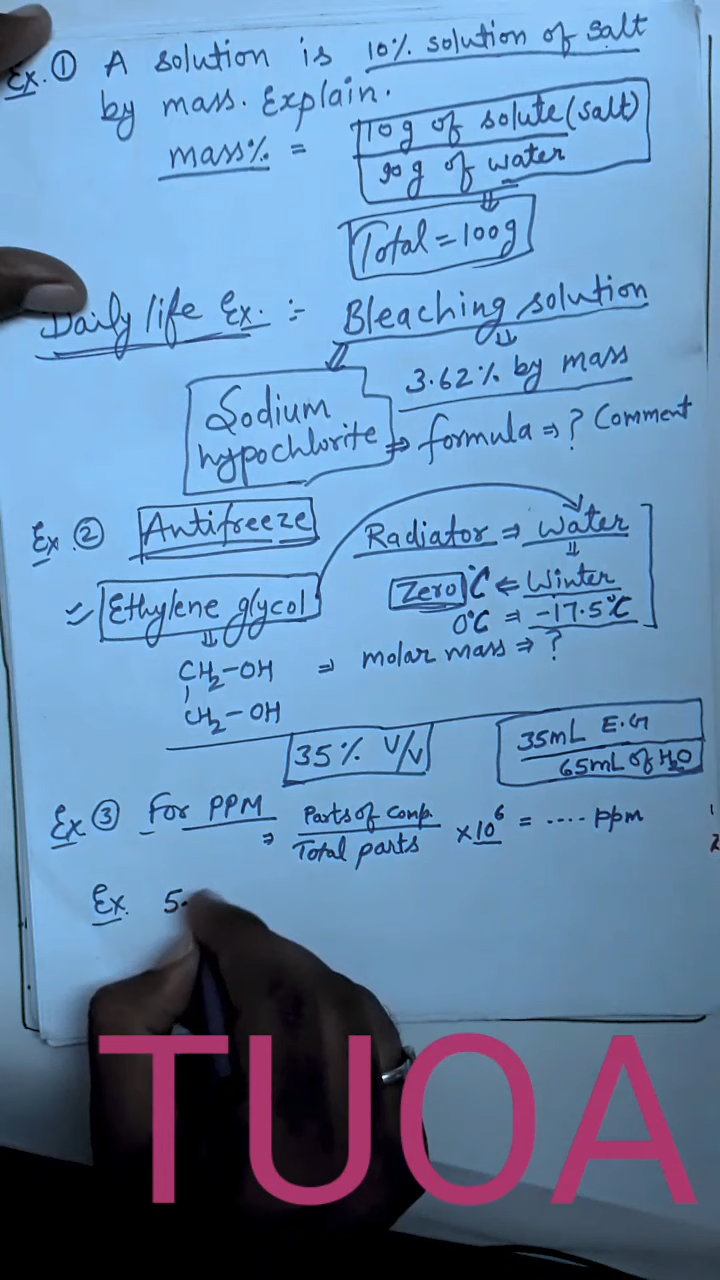 Ex. ① A solution is 10% solution of salt
by mass. Explain.
mass% = 10g of solute (salt)
90g of water
⇓
Total = 100g
Daily life Ex. :- Bleaching solution
⇓
3.62% by mass
Sodium
hypochlorite ⇒ formula ⇒ ? Comment
Ex. ② Antifreeze
Radiator ⇒ water
⇓
Zero °C ⇐ Winter
0°C ⇒ -17.5°C
= Ethylene glycol
⇓
CH₂-OH ⇒ molar mass ⇒ ?
|
CH₂-OH
35% V/V
35mL E.G
65mL of H₂O
Ex ③ For PPM
⇒ Parts of Comp. / Total parts ×10⁶ = .... ppm
Ex. 5.
TUOA